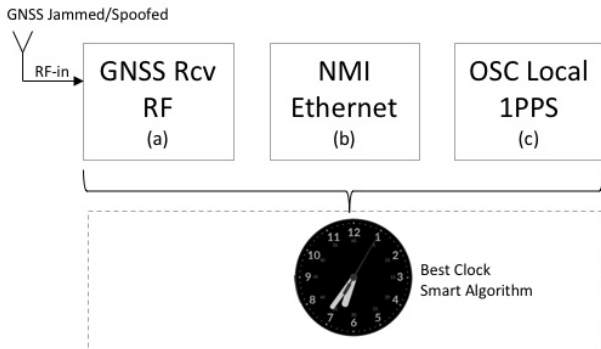 GNSS Jammed/Spoofed
RF-in
GNSS Rcv
RF
(a)
NMI
Ethernet
(b)
OSC Local
1PPS
(c)
12
1
2
3
4
5
6
7
8
9
10
11
Best Clock
Smart Algorithm